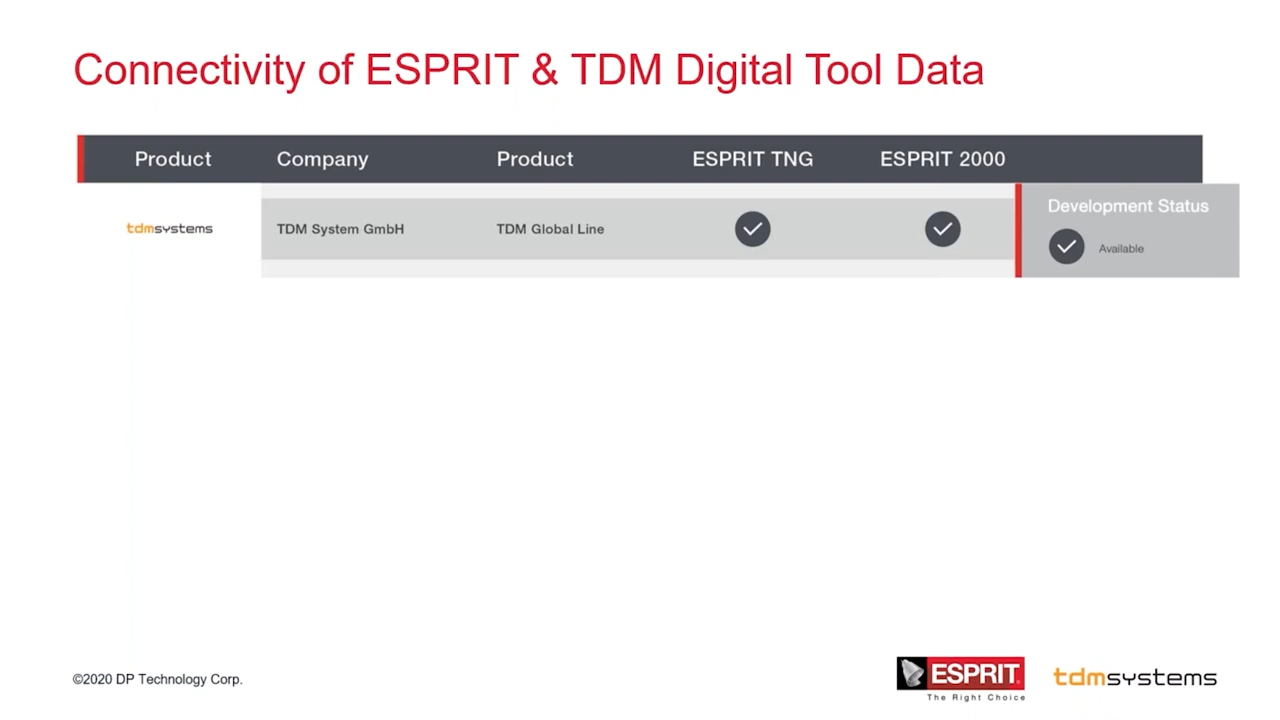 Connectivity of ESPRIT & TDM Digital Tool Data
Product Company Product ESPRIT TNG ESPRIT 2000
Development Status
tdmsystems TDM System GmbH TDM Global Line
Available
©2020 DP Technology Corp.
ESPRIT
The Right Choice
tdmsystems